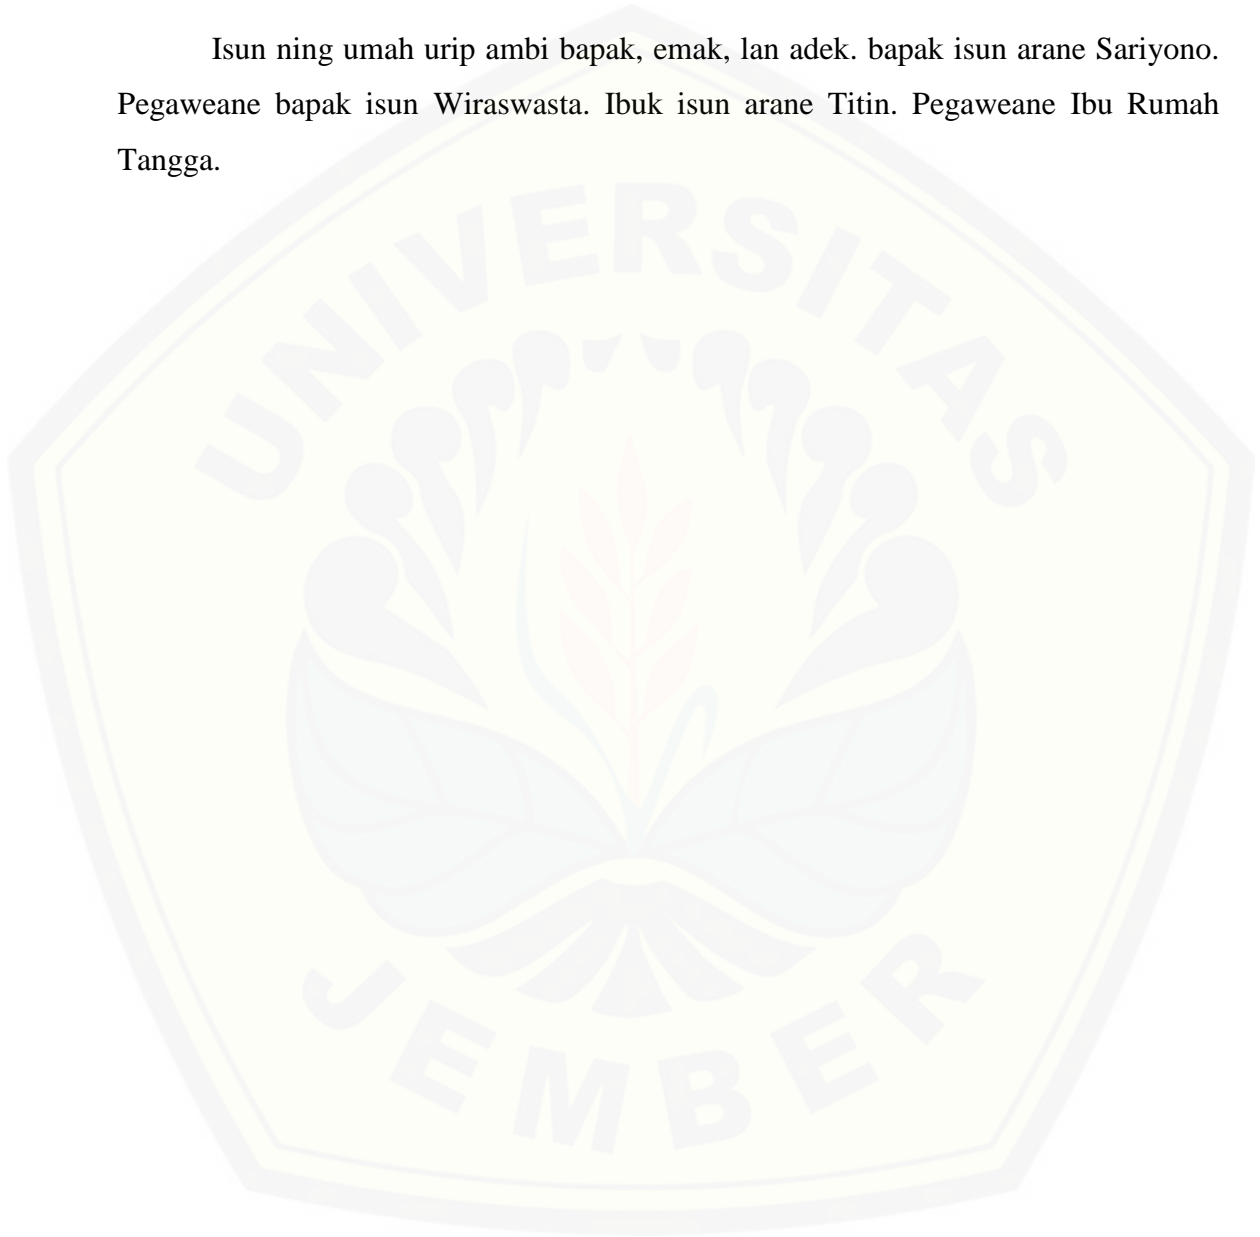 Isun ning umah urip ambi bapak, emak, lan adek. bapak isun arane Sariyono.
Pegaweane bapak isun Wiraswasta. Ibuk isun arane Titin. Pegaweane Ibu Rumah
Tangga.
UNIVERSITAS
JEMBER